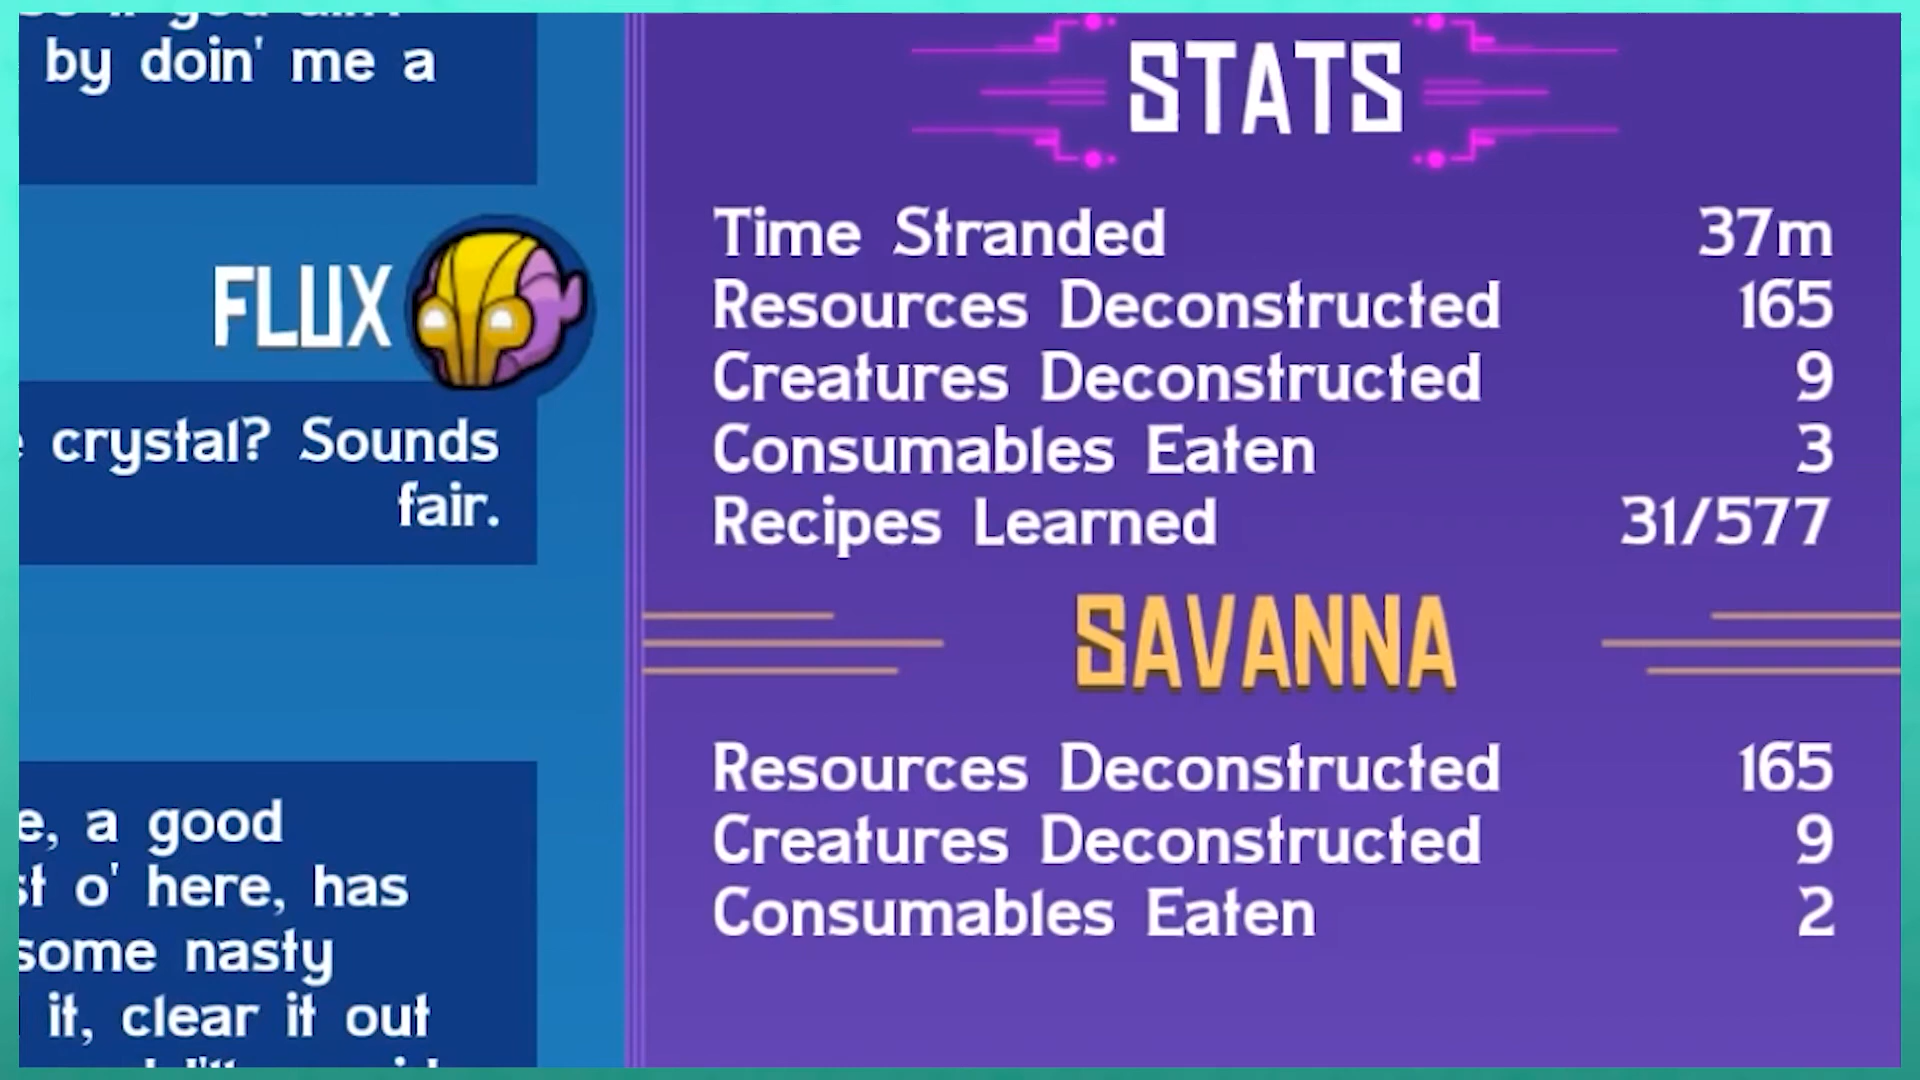 by doin' me a
FLUX
crystal? Sounds
fair.
a good
o' here, has
some nasty
it, clear it out
STATS
Time Stranded 37m
Resources Deconstructed 165
Creatures Deconstructed 9
Consumables Eaten 3
Recipes Learned 31/577
SAVANNA
Resources Deconstructed 165
Creatures Deconstructed 9
Consumables Eaten 2